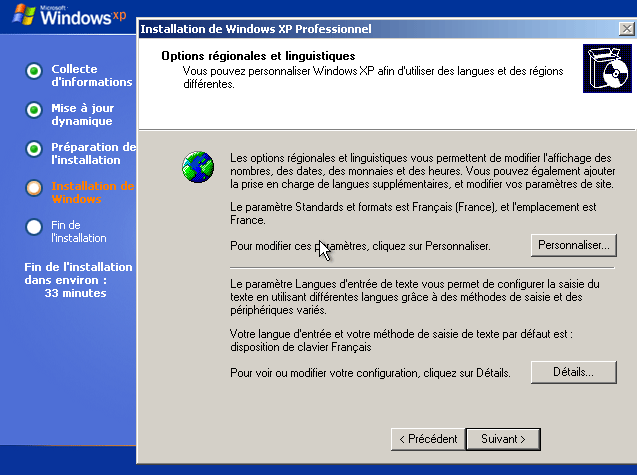 Microsoft
Windows xp
Collecte
d'informations
Mise à jour
dynamique
Préparation de
l'installation
Installation de
Windows
Fin de
l'installation
Fin de l'installation
dans environ :
33 minutes
Installation de Windows XP Professionnel
Options régionales et linguistiques
Vous pouvez personnaliser Windows XP afin d'utiliser des langues et des régions
différentes.
Les options régionales et linguistiques vous permettent de modifier l'affichage des
nombres, des dates, des monnaies et des heures. Vous pouvez également ajouter
la prise en charge de langues supplémentaires, et modifier vos paramètres de site.
Le paramètre Standards et formats est Français (France), et l'emplacement est
France.
Pour modifier ces paramètres, cliquez sur Personnaliser.
Personnaliser...
Le paramètre Langues d'entrée de texte vous permet de configurer la saisie du
texte en utilisant différentes langues grâce à des méthodes de saisie et des
périphériques variés.
Votre langue d'entrée et votre méthode de saisie de texte par défaut est :
disposition de clavier Français
Pour voir ou modifier votre configuration, cliquez sur Détails.
Détails...
< Précédent
Suivant >